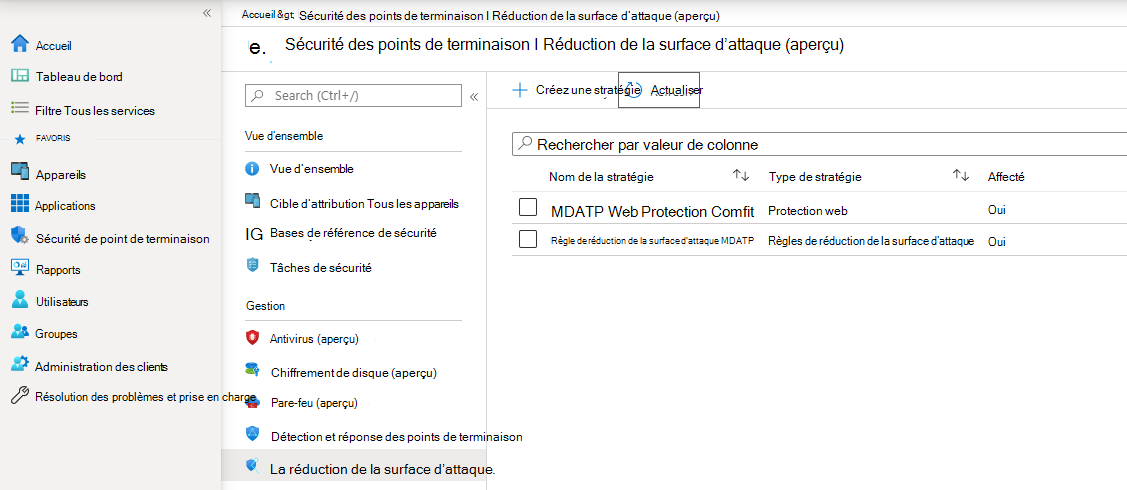 Accueil &gt; Sécurité des points de terminaison I Réduction de la surface d'attaque (aperçu)
e. Sécurité des points de terminaison I Réduction de la surface d'attaque (aperçu)
Accueil
Tableau de bord
Filtre Tous les services
FAVORIS
Appareils
Applications
Sécurité de point de terminaison
Rapports
Utilisateurs
Groupes
Administration des clients
Résolution des problèmes et prise en charge
Search (Ctrl+/)
Vue d'ensemble
Vue d'ensemble
Cible d'attribution Tous les appareils
IG Bases de référence de sécurité
Tâches de sécurité
Gestion
Antivirus (aperçu)
Chiffrement de disque (aperçu)
Pare-feu (aperçu)
Détection et réponse des points de terminaison
La réduction de la surface d'attaque.
Créez une stratégie Actualiser
Rechercher par valeur de colonne
Nom de la stratégie Type de stratégie Affecté
MDATP Web Protection Comfit Protection web Oui
Règle de réduction de la surface d'attaque MDATP Règles de réduction de la surface d'attaque Oui